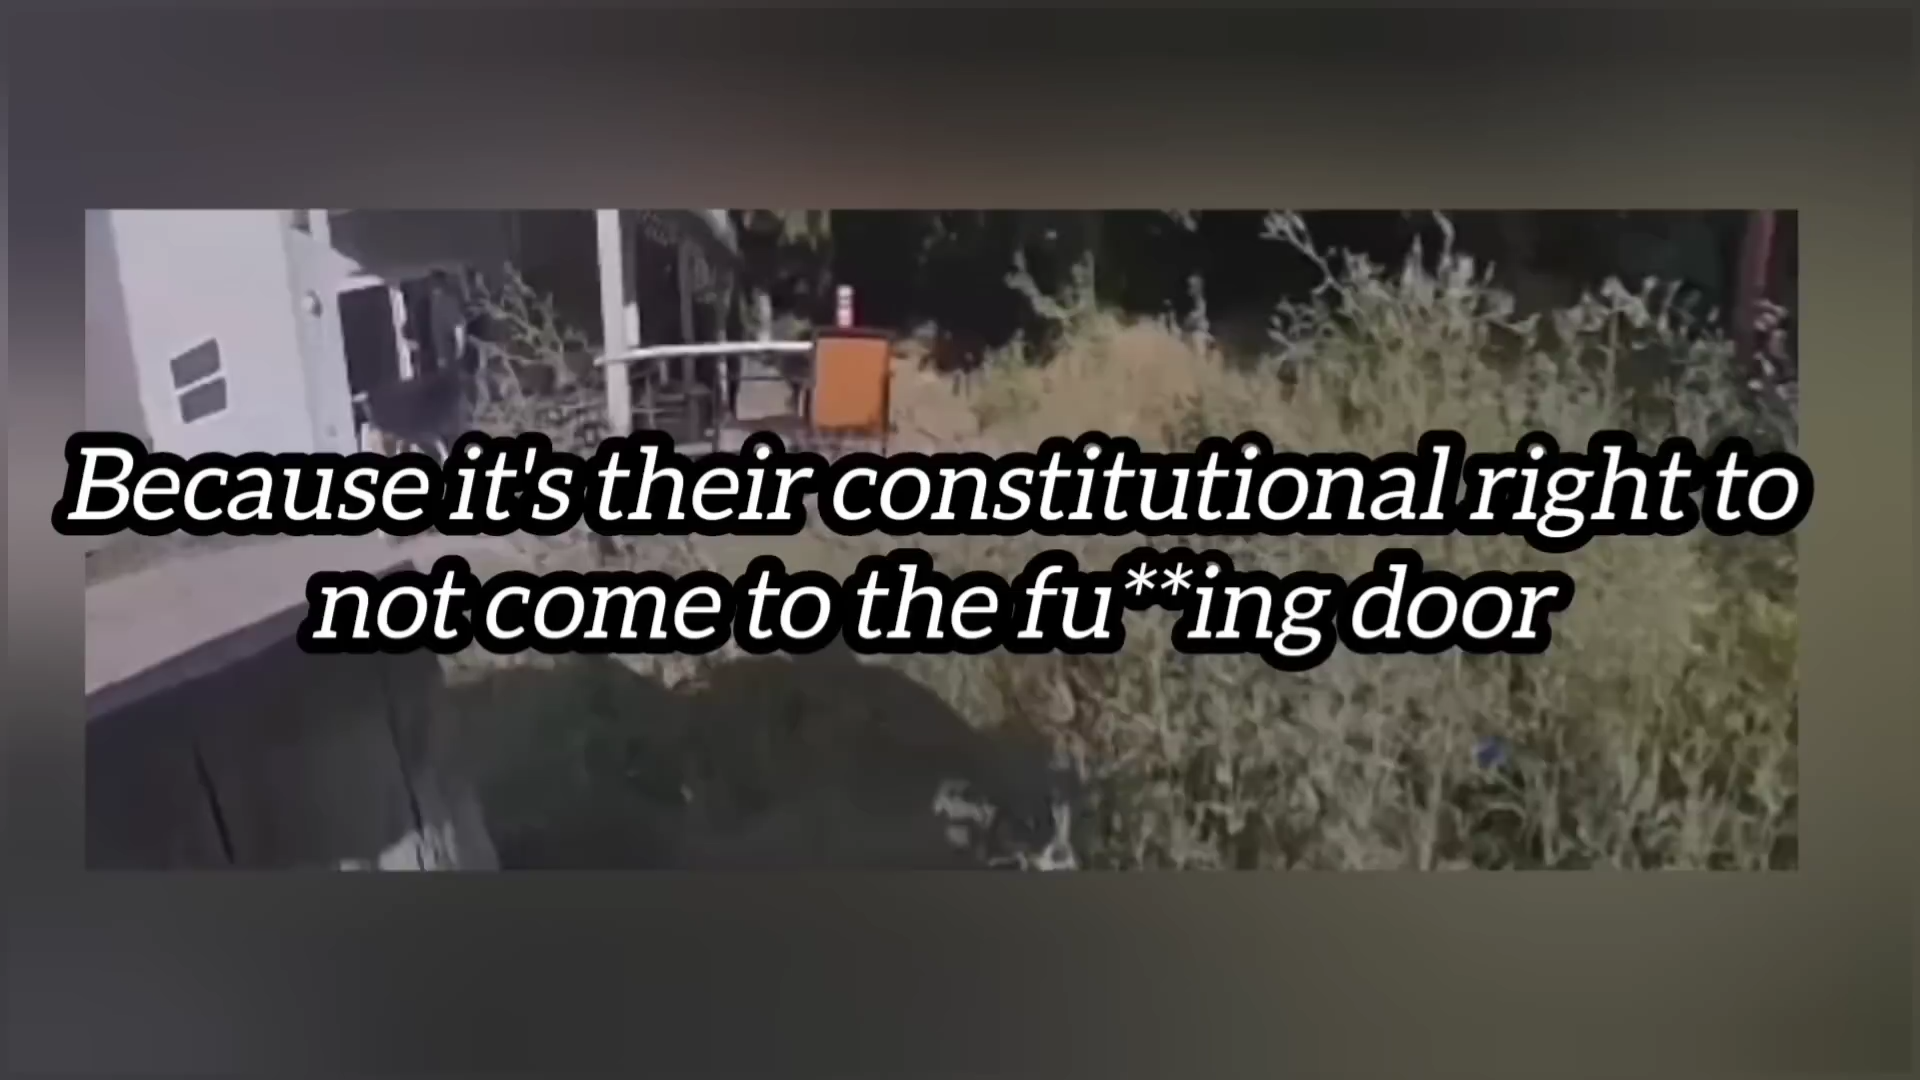 Because it's their constitutional right to
not come to the fu**ing door